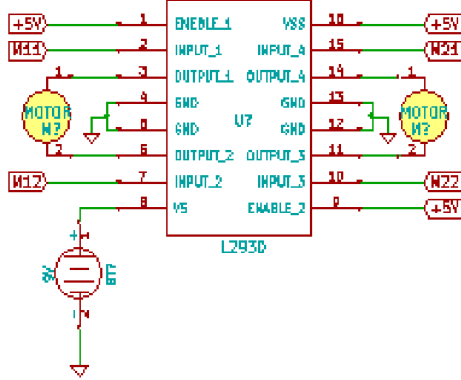 +5V 1 ENEBLE_1 VSS 16 +5V
M11 2 INPUT_1 INPUT_4 15 M21
1 3 OUTPUT_1 OUTPUT_4 14 1
4 GND GND 13
MOTOR U? MOTOR
M? 5 GND GND 12 M?
2 6 OUTPUT_2 OUTPUT_3 11 2
M12 7 INPUT_2 INPUT_3 10 M22
8 VS ENABLE_2 9 +5V
L293D
+ 1
9V BT?
- 2